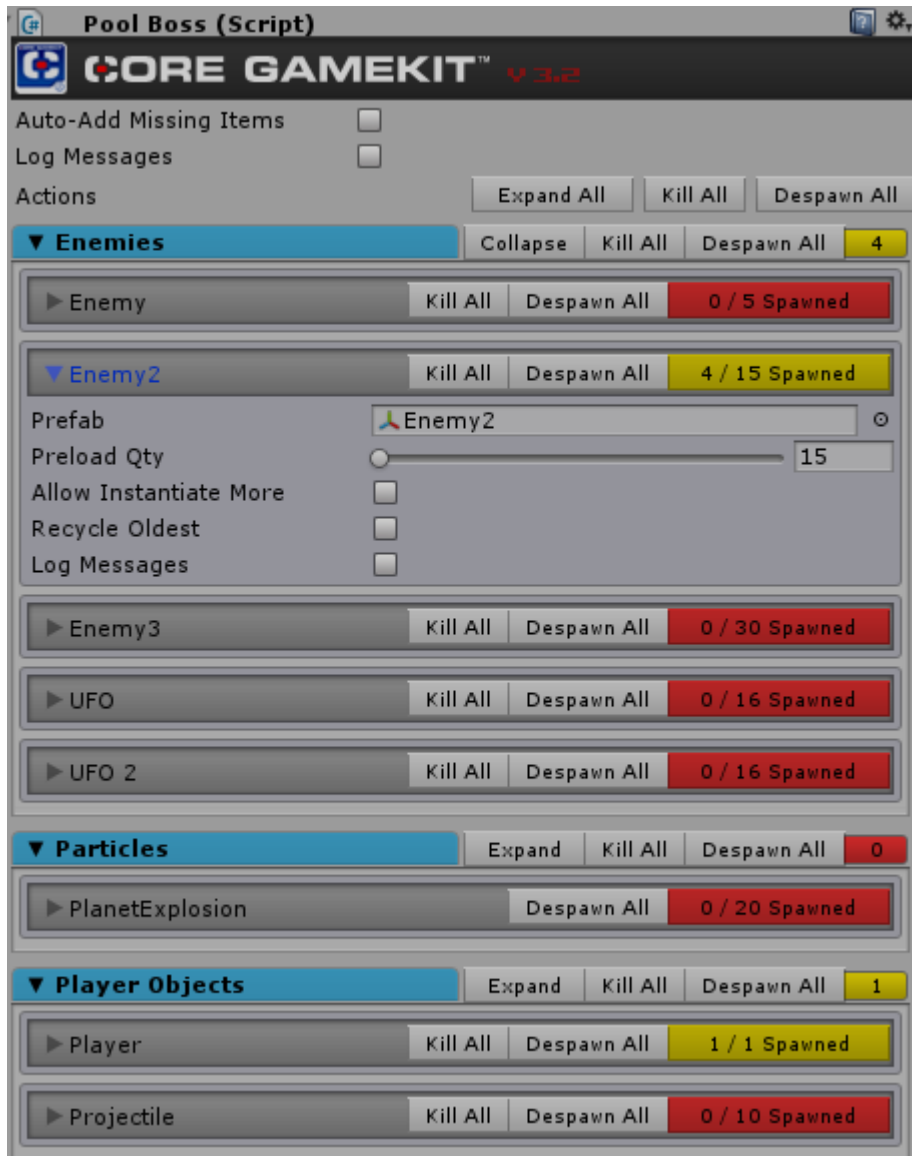 Pool Boss (Script)
CORE GAMEKIT™ V 3.2
Auto-Add Missing Items
Log Messages
Actions Expand All Kill All Despawn All
▼ Enemies Collapse Kill All Despawn All 4
Enemy Kill All Despawn All 0 / 5 Spawned
Enemy2 Kill All Despawn All 4 / 15 Spawned
Prefab Enemy2
Preload Qty 15
Allow Instantiate More
Recycle Oldest
Log Messages
Enemy3 Kill All Despawn All 0 / 30 Spawned
UFO Kill All Despawn All 0 / 16 Spawned
UFO 2 Kill All Despawn All 0 / 16 Spawned
▼ Particles Expand Kill All Despawn All 0
PlanetExplosion Despawn All 0 / 20 Spawned
▼ Player Objects Expand Kill All Despawn All 1
Player Kill All Despawn All 1 / 1 Spawned
Projectile Kill All Despawn All 0 / 10 Spawned